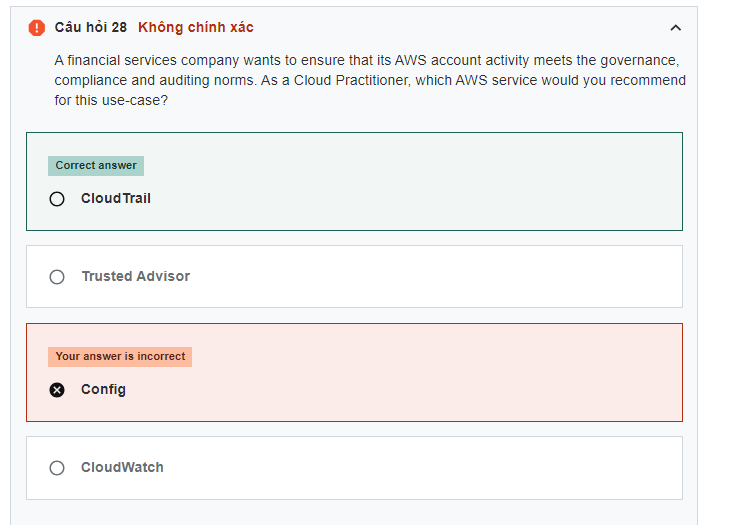 Câu hỏi 28 Không chính xác
A financial services company wants to ensure that its AWS account activity meets the governance,
compliance and auditing norms. As a Cloud Practitioner, which AWS service would you recommend
for this use-case?
Correct answer
CloudTrail
Trusted Advisor
Your answer is incorrect
Config
CloudWatch